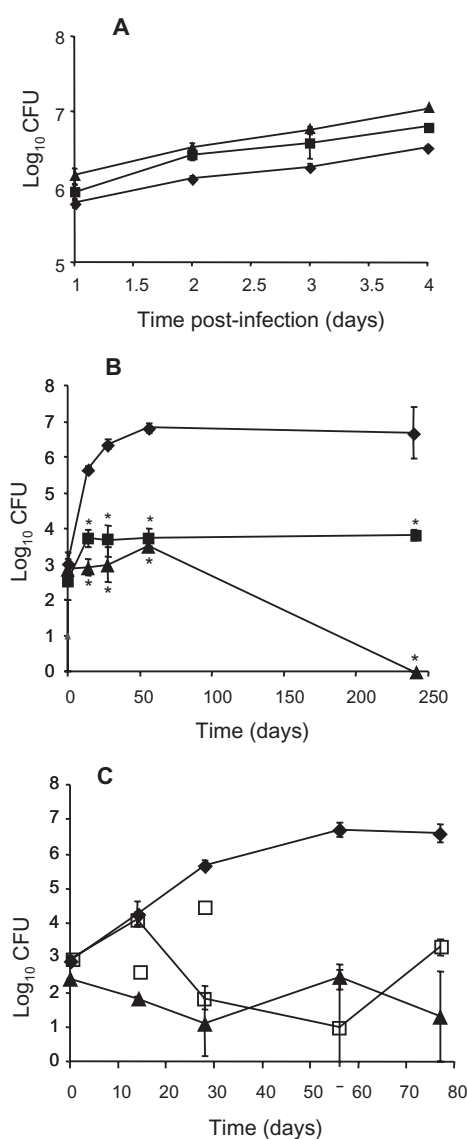 A
8
7
6
5
Log₁₀ CFU
1 1.5 2 2.5 3 3.5 4
Time post-infection (days)
B
8
7
6
5
4
3
2
1
0
Log₁₀ CFU
* * * *
* * *
*
0 50 100 150 200 250
Time (days)
C
8
7
6
5
4
3
2
1
0
Log₁₀ CFU
0 10 20 30 40 50 60 70 80
Time (days)